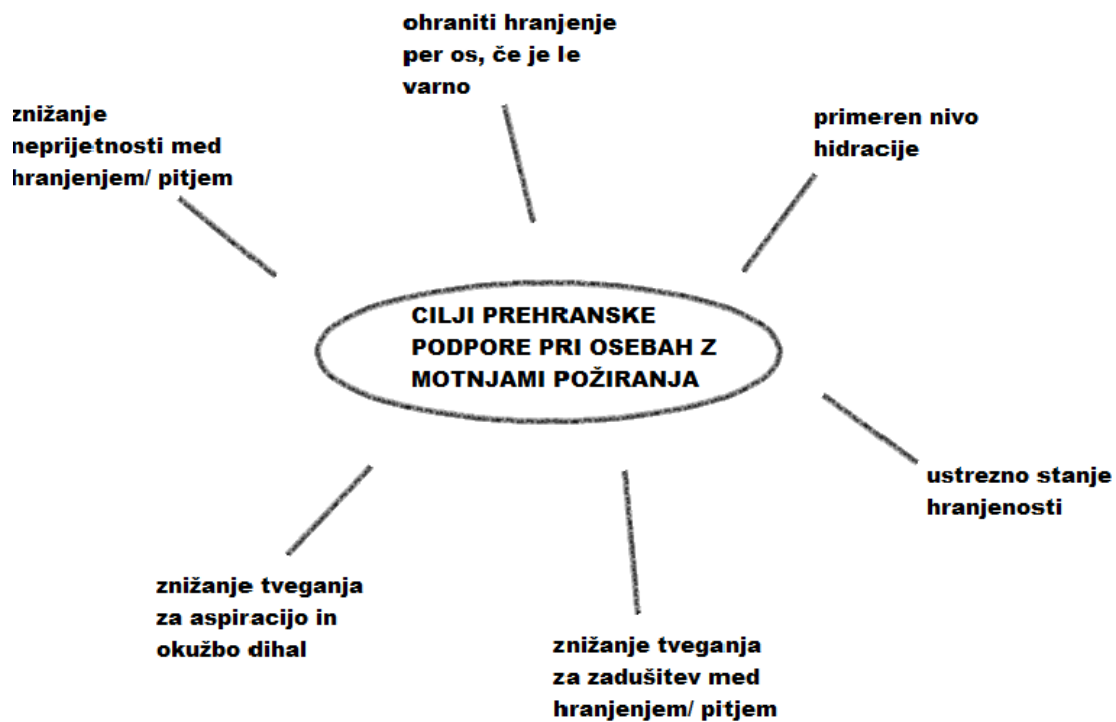 ohraniti hranjenje
per os, če je le
varno
znižanje
neprijetnosti med
hranjenjem/ pitjem
primeren nivo
hidracije
CILJI PREHRANSKE
PODPORE PRI OSEBAH Z
MOTNJAMI POŽIRANJA
ustrezno stanje
hranjenosti
znižanje tveganja
za aspiracijo in
okužbo dihal
znižanje tveganja
za zadušitev med
hranjenjem/ pitjem